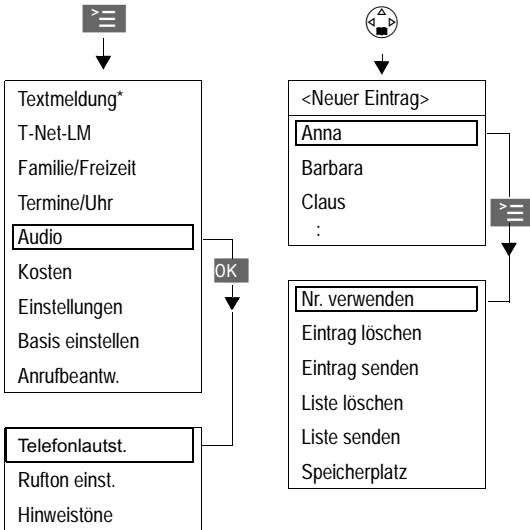 Textmeldung*
T-Net-LM
Familie/Freizeit
Termine/Uhr
Audio
Kosten
Einstellungen
Basis einstellen
Anrufbeantw.
OK
Telefonlautst.
Rufton einst.
Hinweistöne
<Neuer Eintrag>
Anna
Barbara
Claus
:
Nr. verwenden
Eintrag löschen
Eintrag senden
Liste löschen
Liste senden
Speicherplatz